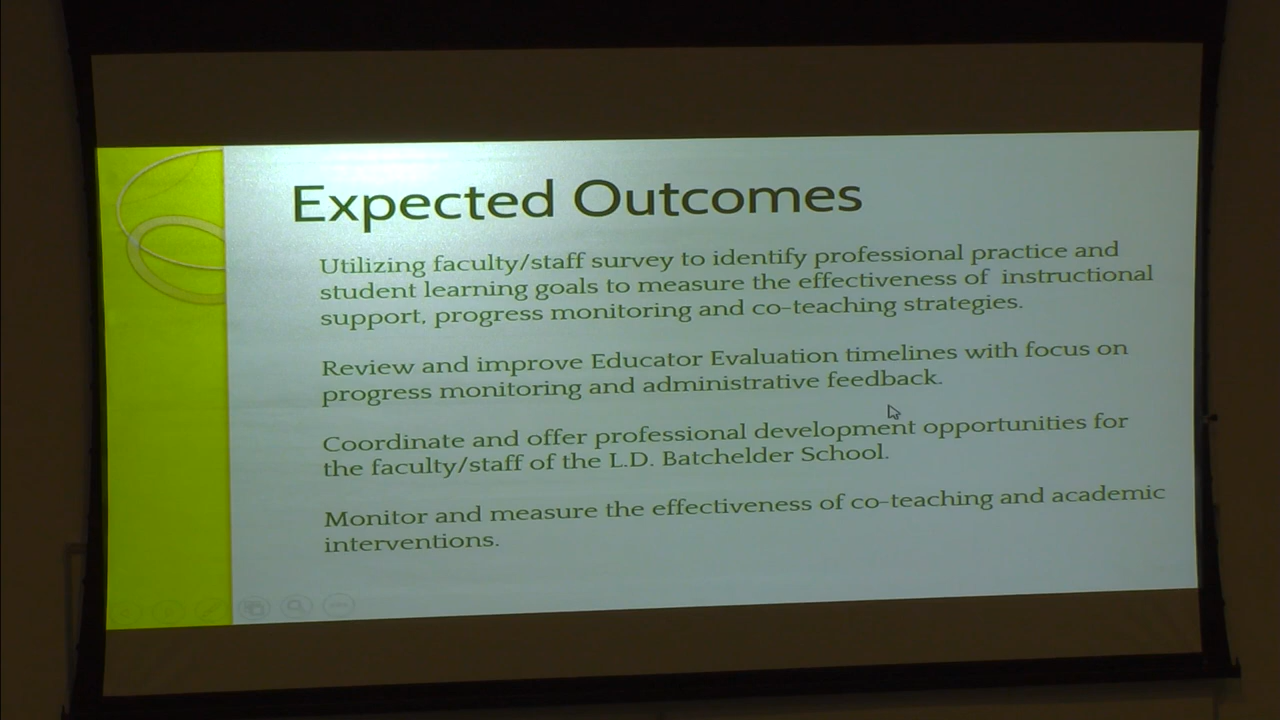 Expected Outcomes
Utilizing faculty/staff survey to identify professional practice and
student learning goals to measure the effectiveness of instructional
support, progress monitoring and co-teaching strategies.
Review and improve Educator Evaluation timelines with focus on
progress monitoring and administrative feedback.
Coordinate and offer professional development opportunities for
the faculty/staff of the L.D. Batchelder School.
Monitor and measure the effectiveness of co-teaching and academic
interventions.